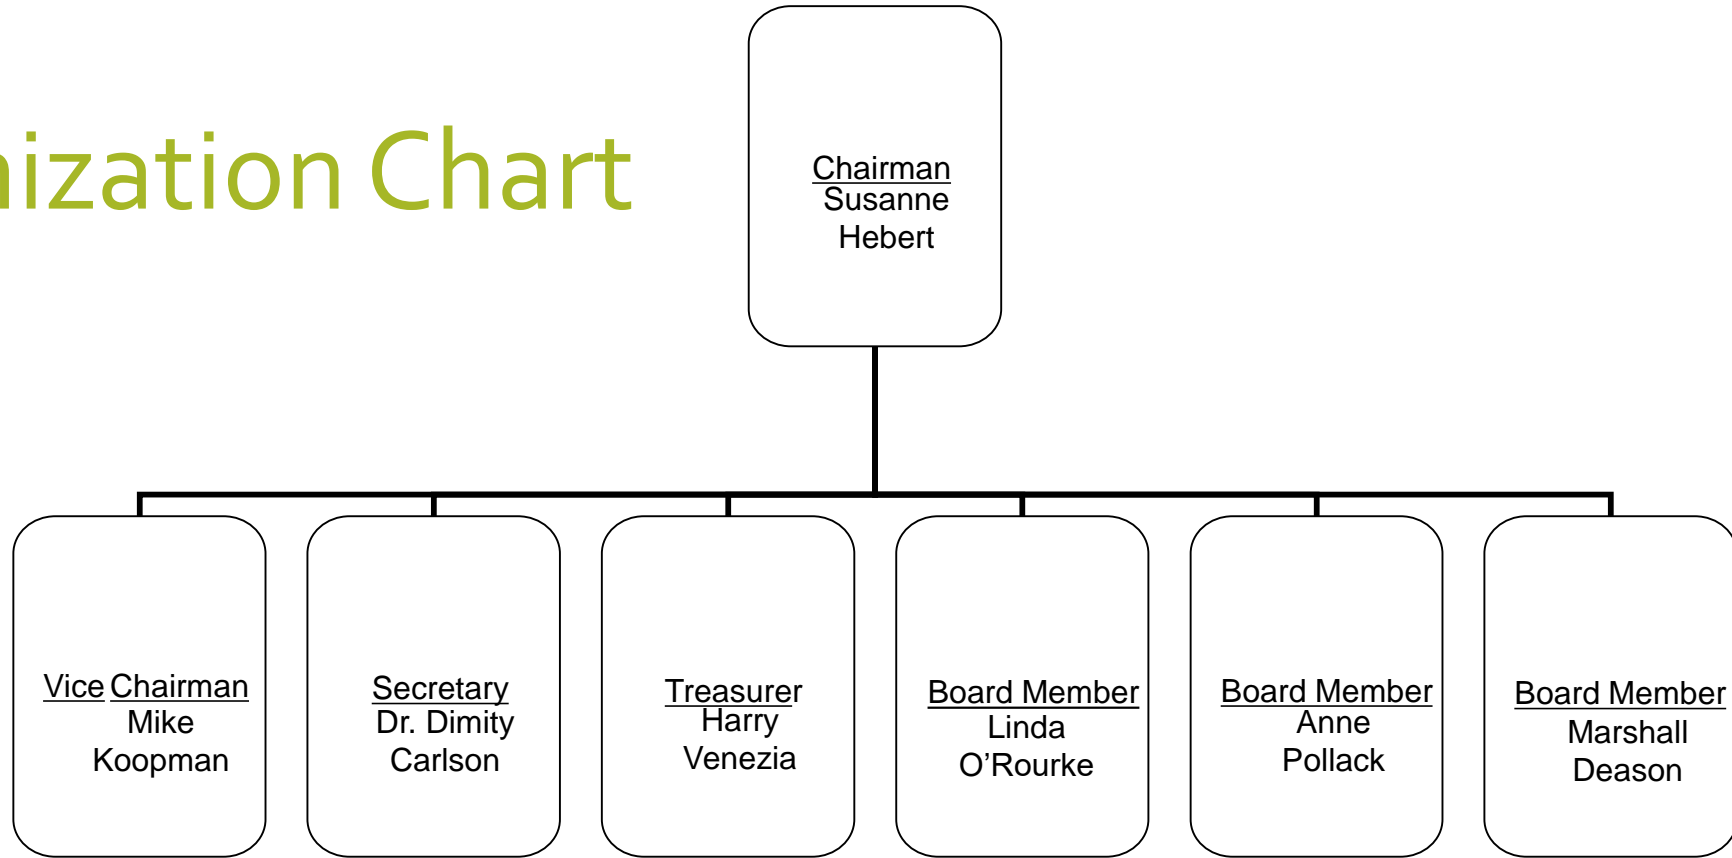 nization Chart
Chairman
Susanne
Hebert
Vice Chairman
Mike
Koopman
Secretary
Dr. Dimity
Carlson
Treasurer
Harry
Venezia
Board Member
Linda
O’Rourke
Board Member
Anne
Pollack
Board Member
Marshall
Deason